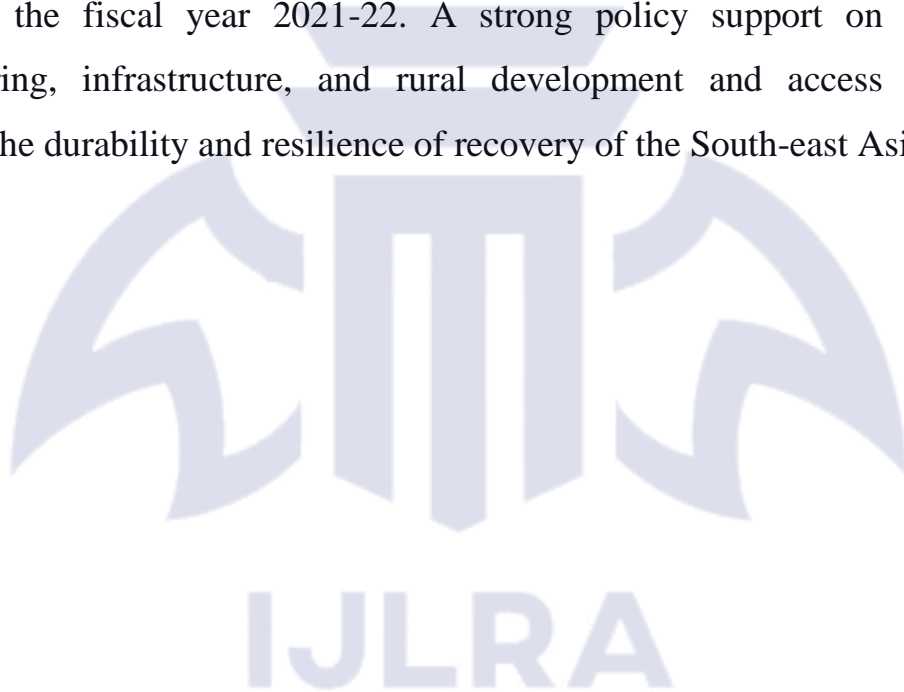 the fiscal year 2021-22. A strong policy support on
ring, infrastructure, and rural development and access
he durability and resilience of recovery of the South-east Asi
IJLRA